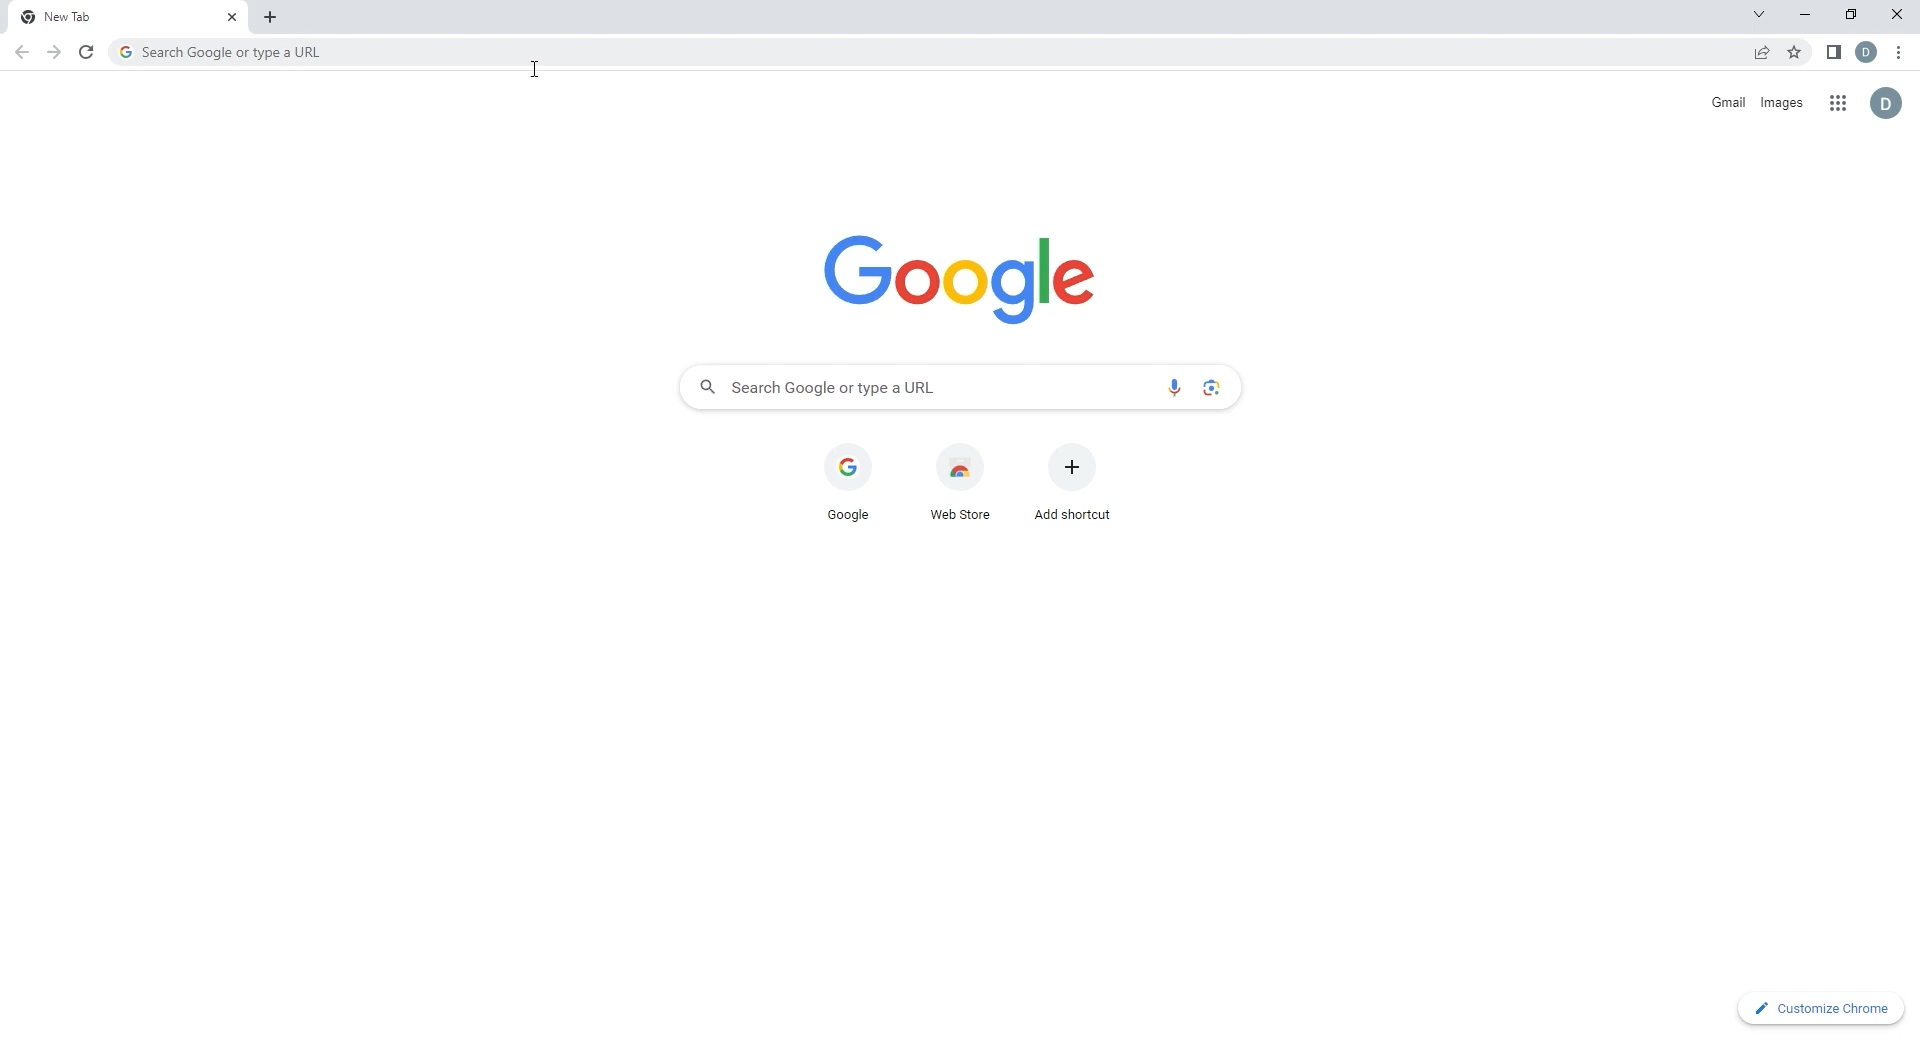 New Tab
Search Google or type a URL
D
Gmail Images
D
Google
Search Google or type a URL
Google Web Store Add shortcut
Customize Chrome